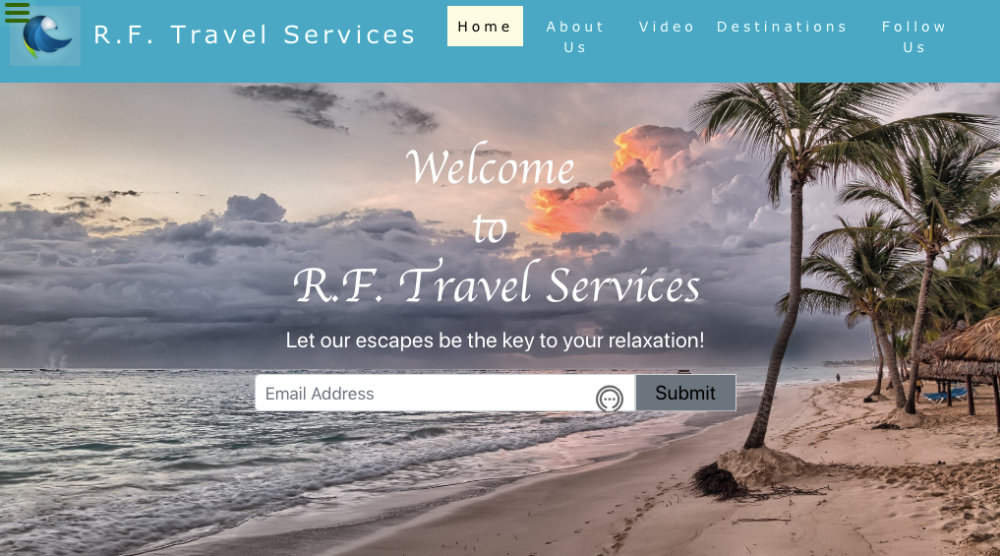 R.F. Travel Services
Home
About
Us
Video
Destinations
Follow
Us
Welcome
to
R.F. Travel Services
Let our escapes be the key to your relaxation!
Email Address
Submit